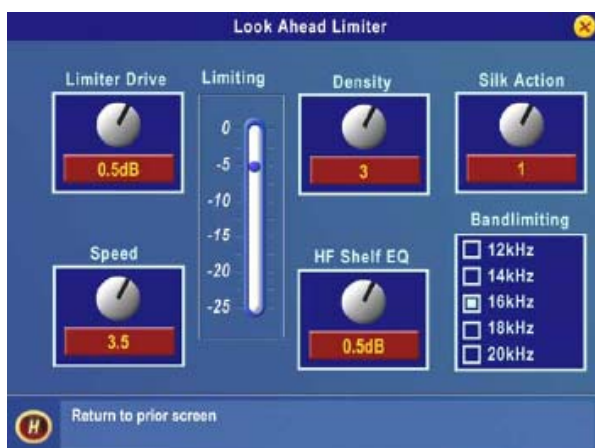 Look Ahead Limiter
Limiter Drive
0.5dB
Limiting
0
-5
-10
-15
-20
-25
Density
3
Silk Action
1
Speed
3.5
HF Shelf EQ
0.5dB
Bandlimiting
12kHz
14kHz
16kHz
18kHz
20kHz
H
Return to prior screen